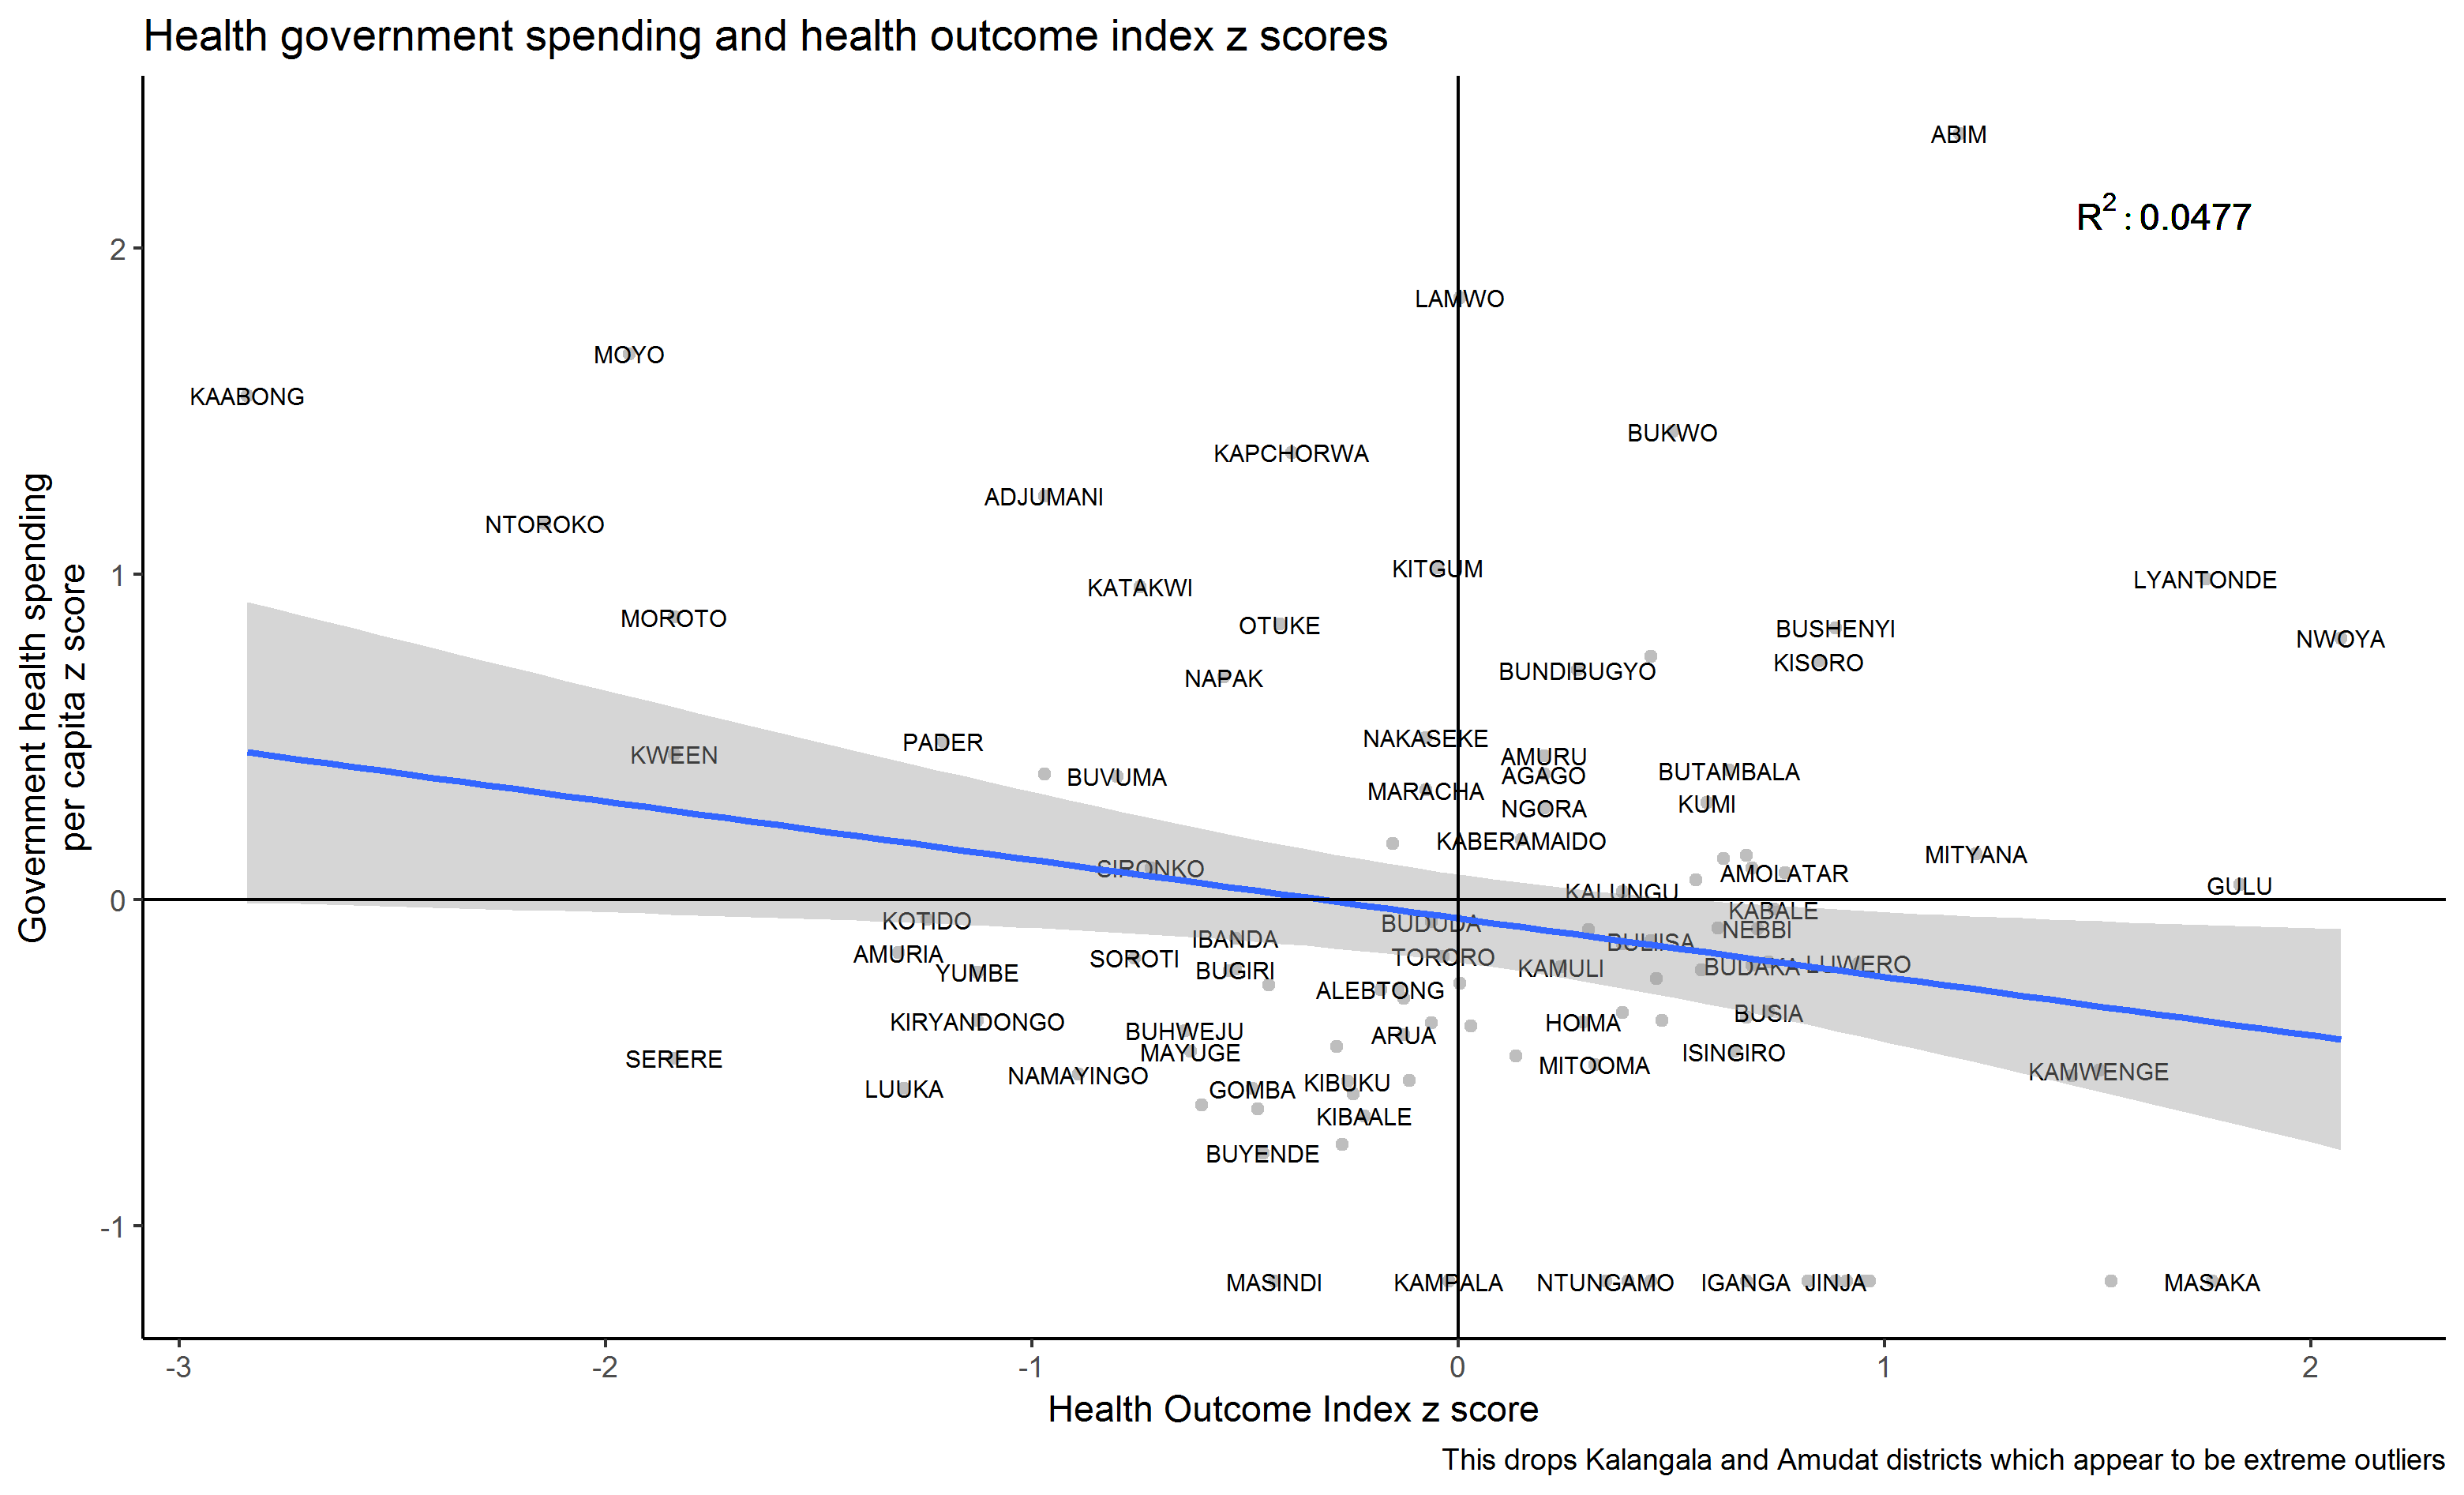 Health government spending and health outcome index z scores
ABIM
R²:0.0477
2
LAMWO
MOYO
KAABONG
BUKWO
KAPCHORWA
ADJUMANI
NTOROKO
1
KITGUM
LYANTONDE
KATAKWI
MOROTO
OTUKE
BUSHENYI
NWOYA
KISORO
BUNDIBUGYO
NAPAK
NAKASEKE
PADER
KWEEN
AMURU
BUTAMBALA
AGAGO
BUVUMA
MARACHA
KUMI
NGORA
KABERAMAIDO
MITYANA
SIRONKO
AMOLATAR
GULU
KALUNGU
0
KABALE
KOTIDO
BUDUDA
NEBBI
IBANDA
BULIISA
AMURIA
SOROTI
TORORO
LUWERO
BUDAKA
KAMULI
YUMBE
BUGIRI
ALEBTONG
BUSIA
KIRYANDONGO
HOIMA
BUHWEJU
ARUA
MAYUGE
ISINGIRO
SERERE
MITOOMA
KAMWENGE
NAMAYINGO
KIBUKU
LUUKA
GOMBA
KIBAALE
BUYENDE
-1
MASINDI
KAMPALA
NTUNGAMO
IGANGA
JINJA
MASAKA
Government health spending
per capita z score
-3 -2 -1 0 1 2
Health Outcome Index z score
This drops Kalangala and Amudat districts which appear to be extreme outliers